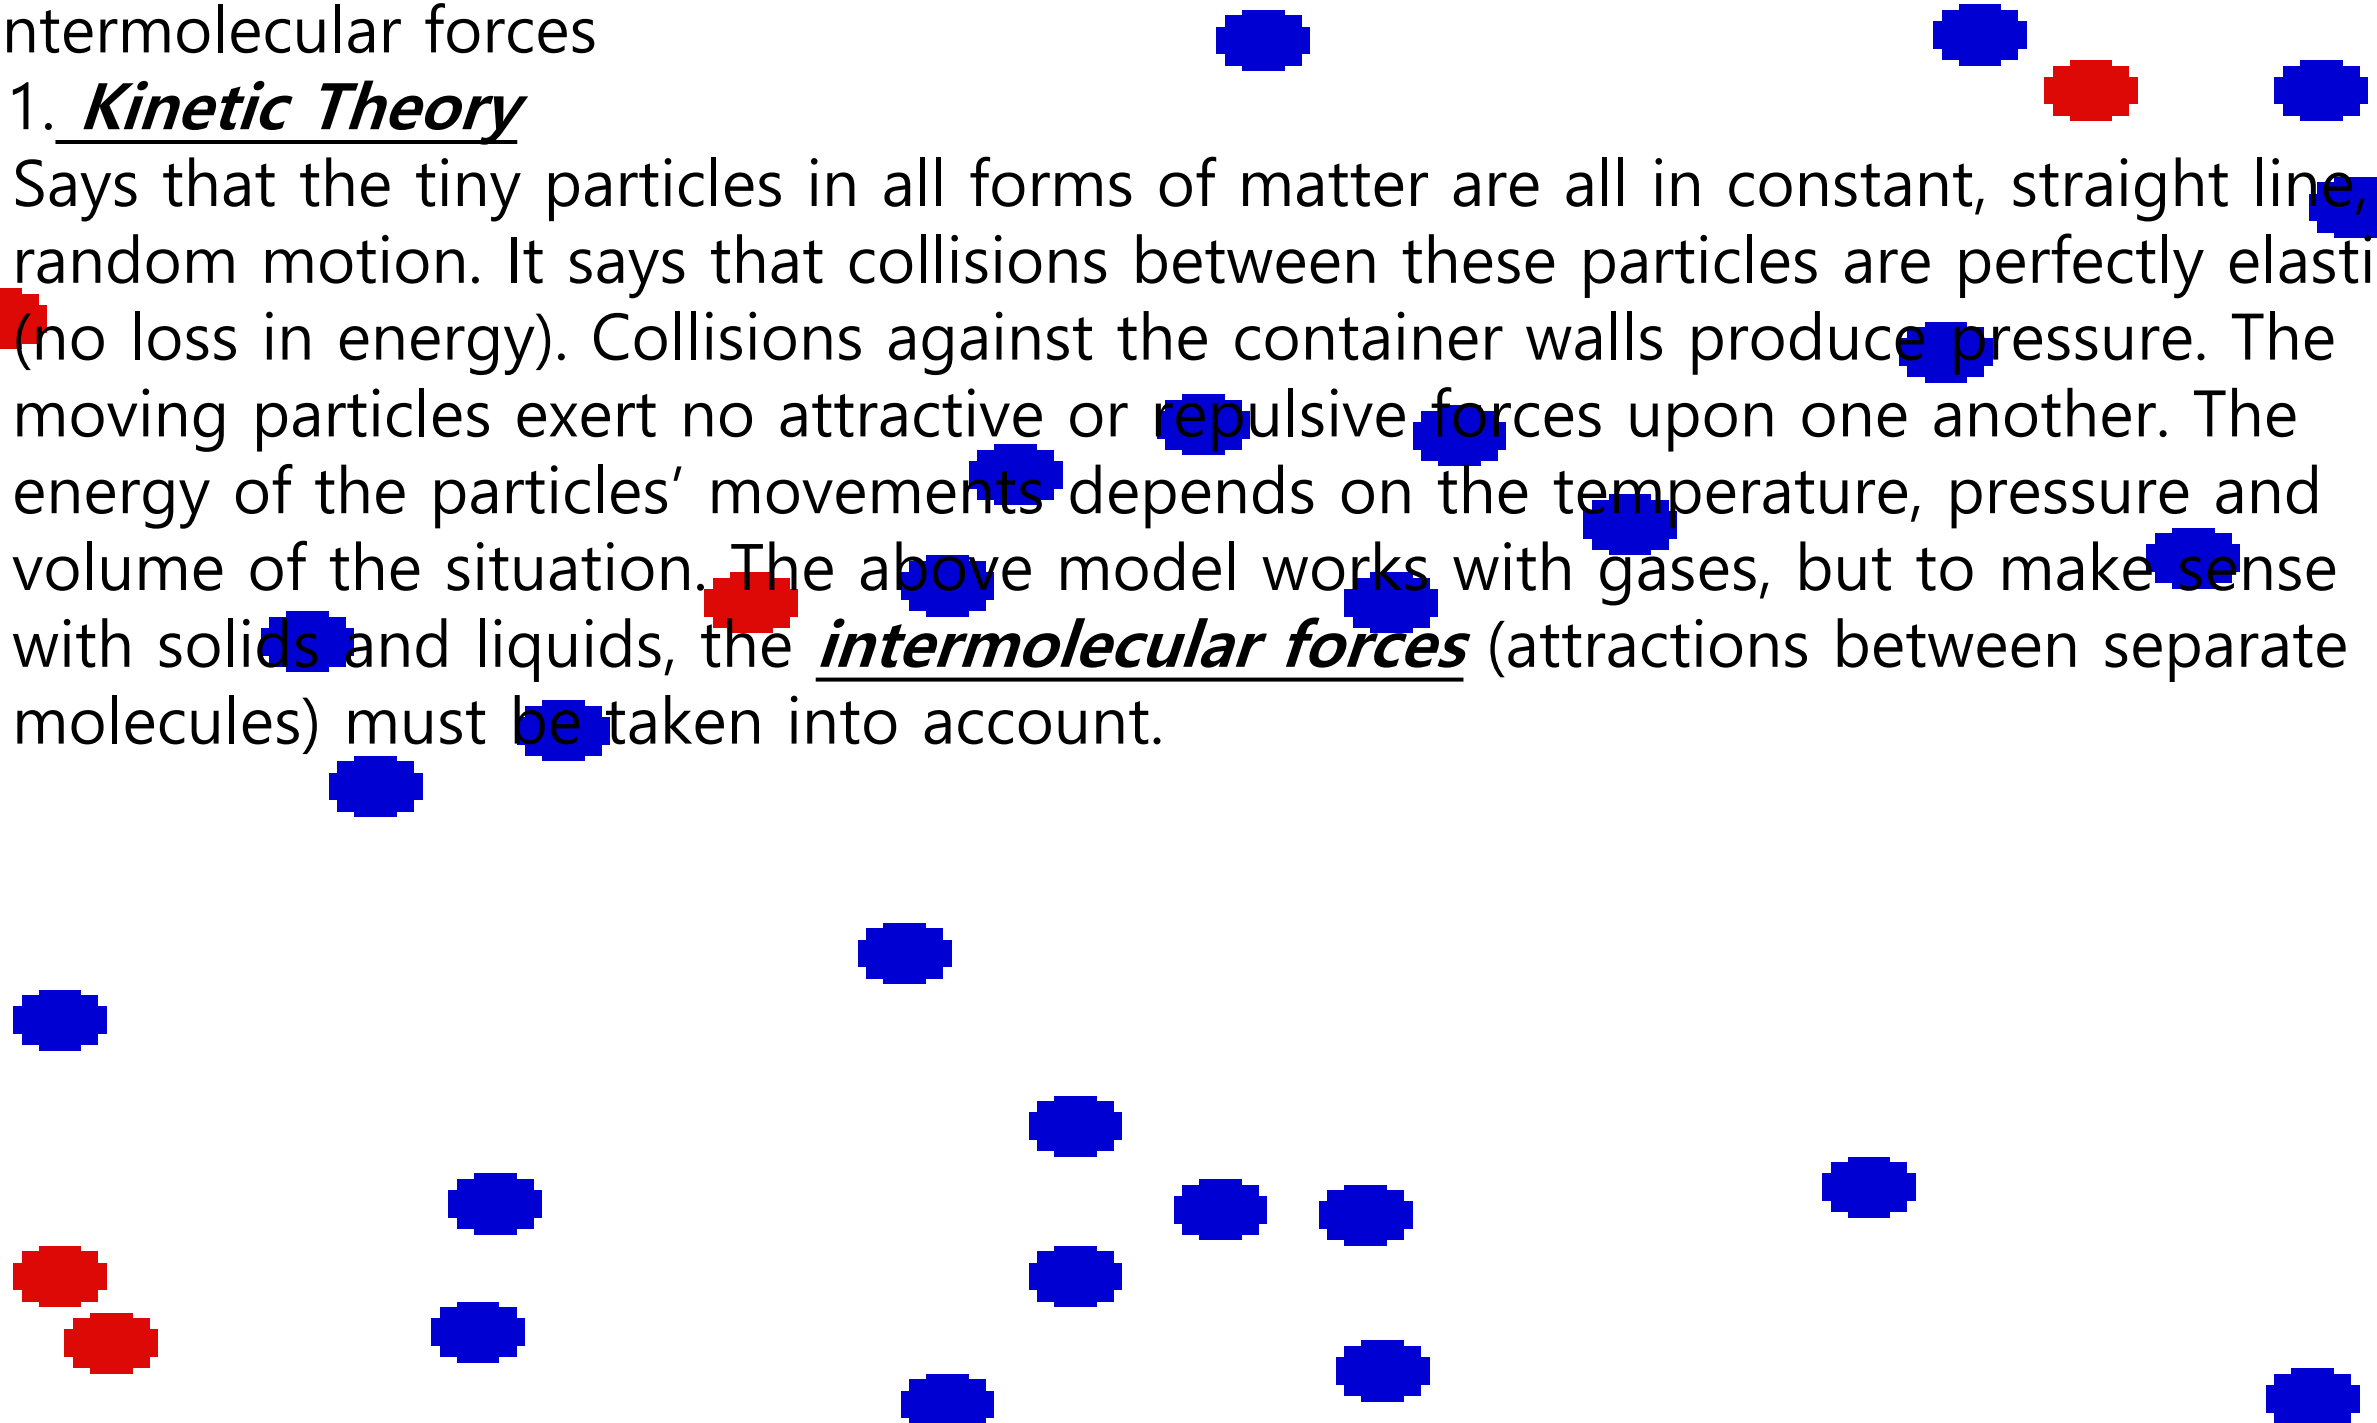 ntermolecular forces
1. Kinetic Theory
Says that the tiny particles in all forms of matter are all in constant, straight line,
random motion. It says that collisions between these particles are perfectly elasti
(no loss in energy). Collisions against the container walls produce pressure. The
moving particles exert no attractive or repulsive forces upon one another. The
energy of the particles’ movements depends on the temperature, pressure and
volume of the situation. The above model works with gases, but to make sense
with solids and liquids, the intermolecular forces (attractions between separate
molecules) must be taken into account.